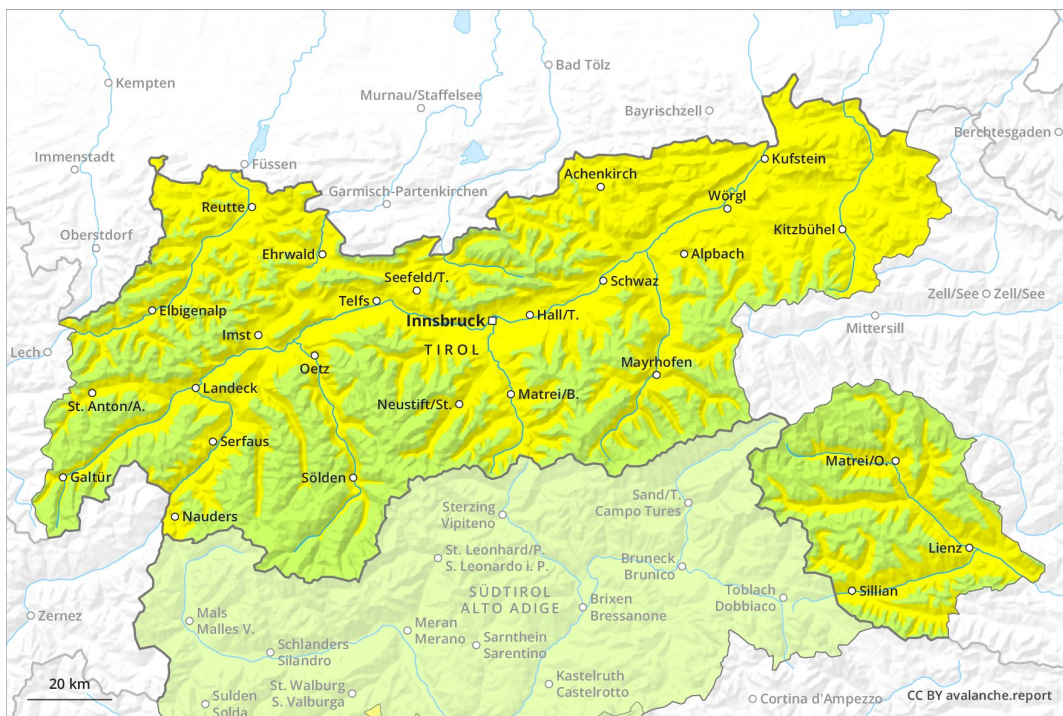 Kempten
Bad Tölz
Murnau/Staffelsee
Bayrischzell
Berchtesgaden
Immenstadt
Füssen
Kufstein
Achenkirch
Garmisch-Partenkirchen
Wörgl
Reutte
Oberstdorf
Kitzbühel
Ehrwald
Alpbach
Seefeld/T.
Schwaz
Telfs
Zell/See
Zell/See
Elbigenalp
Hall/T.
Innsbruck
Mittersill
Imst
TIROL
Lech
Oetz
Mayrhofen
Landeck
St. Anton/A.
Matrei/B.
Neustift/St.
Serfaus
Matrei/O.
Galtür
Sölden
Sterzing
Vipiteno
Sand/T.
Campo Tures
Nauders
Lienz
St. Leonhard/P.
S. Leonardo i. P.
Bruneck
Brunico
SÜDTIROL
ALTO ADIGE
Toblach
Dobbiaco
Sillian
Zernez
Mals
Malles V.
Brixen
Bressanone
Meran
Merano
Schlanders
Silandro
Sarnthein
Sarentino
20 km
St. Walburg
S. Valburga
Kastelruth
Castelrotto
Sulden
Solda
Cortina d'Ampezzo
CC BY avalanche.report